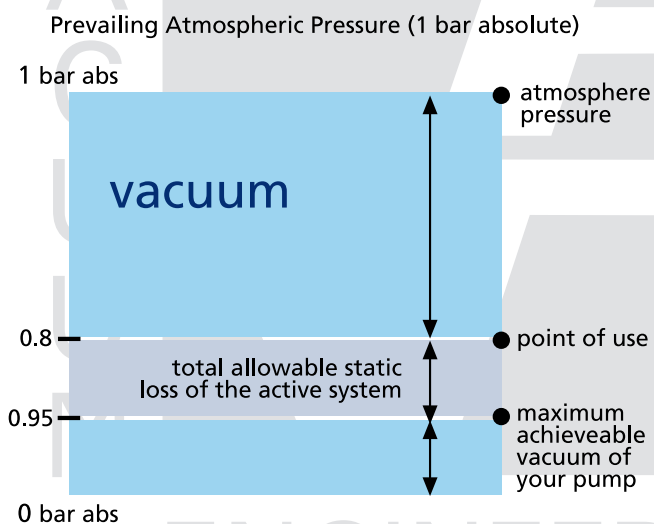 Prevailing Atmospheric Pressure (1 bar absolute)
1 bar abs
atmosphere
pressure
vacuum
0.8
point of use
total allowable static
loss of the active system
0.95
maximum
achieveable
vacuum of
your pump
0 bar abs